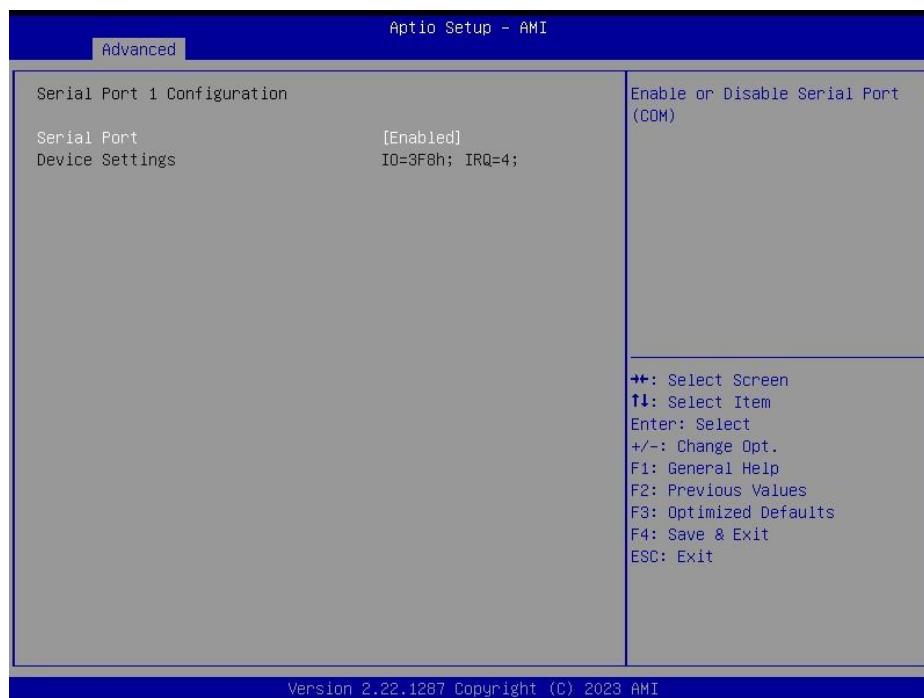 Aptio Setup - AMI
Advanced
Serial Port 1 Configuration
Serial Port [Enabled]
Device Settings IO=3F8h; IRQ=4;
Enable or Disable Serial Port
(COM)
→←: Select Screen
↑↓: Select Item
Enter: Select
+/-: Change Opt.
F1: General Help
F2: Previous Values
F3: Optimized Defaults
F4: Save & Exit
ESC: Exit
Version 2.22.1287 Copyright (C) 2023 AMI